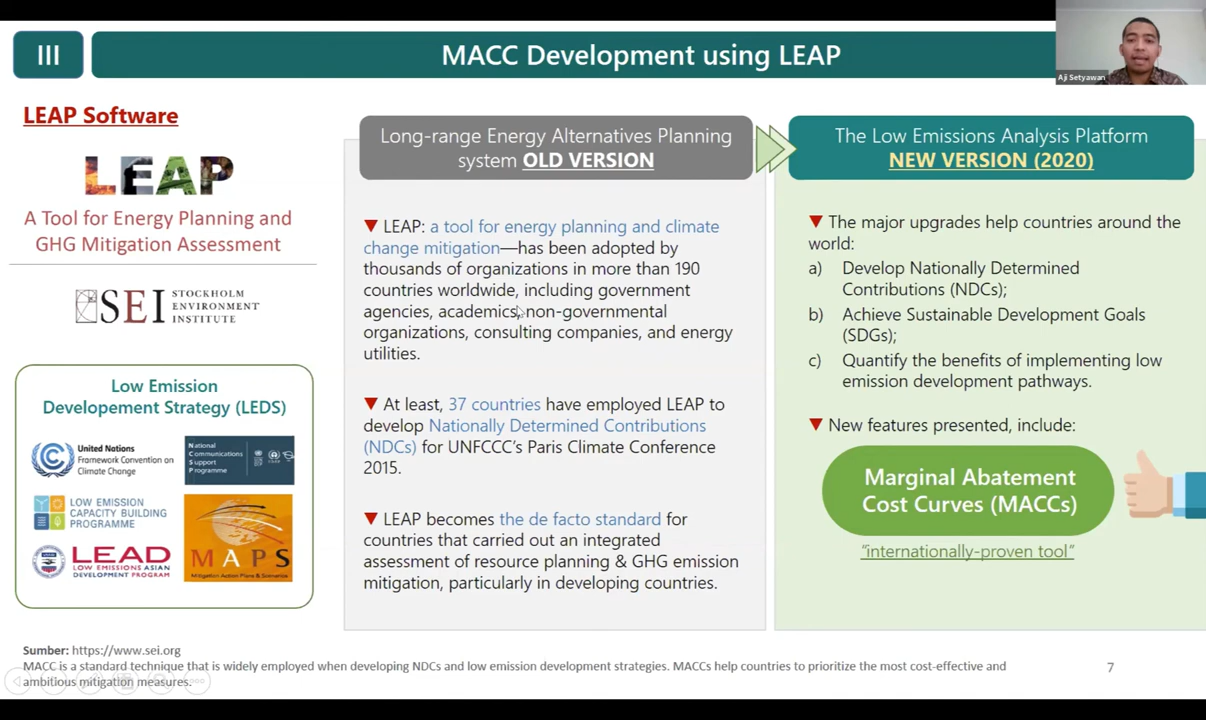 III
MACC Development using LEAP
Aji Setyawan
LEAP Software
LEAP
A Tool for Energy Planning and
GHG Mitigation Assessment
SEI STOCKHOLM
ENVIRONMENT
INSTITUTE
Low Emission
Developement Strategy (LEDS)
United Nations
Framework Convention on
Climate Change
National
Communications
Support
Programme
LOW EMISSION
CAPACITY BUILDING
PROGRAMME
LEAD
LOW EMISSIONS ASIAN
DEVELOPMENT PROGRAM
MAPS
Mitigation Action Plans & Scenarios
Long-range Energy Alternatives Planning
system OLD VERSION
▼ LEAP: a tool for energy planning and climate
change mitigation—has been adopted by
thousands of organizations in more than 190
countries worldwide, including government
agencies, academics, non-governmental
organizations, consulting companies, and energy
utilities.
▼ At least, 37 countries have employed LEAP to
develop Nationally Determined Contributions
(NDCs) for UNFCCC's Paris Climate Conference
2015.
▼ LEAP becomes the de facto standard for
countries that carried out an integrated
assessment of resource planning & GHG emission
mitigation, particularly in developing countries.
The Low Emissions Analysis Platform
NEW VERSION (2020)
▼ The major upgrades help countries around the
world:
a) Develop Nationally Determined
Contributions (NDCs);
b) Achieve Sustainable Development Goals
(SDGs);
c) Quantify the benefits of implementing low
emission development pathways.
▼ New features presented, include:
Marginal Abatement
Cost Curves (MACCs)
"internationally-proven tool"
Sumber: https://www.sei.org
MACC is a standard technique that is widely employed when developing NDCs and low emission development strategies. MACCs help countries to prioritize the most cost-effective and
ambitious mitigation measures.
7